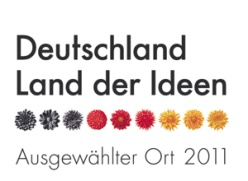 Deutschland
Land der Ideen
Ausgewählter Ort 2011